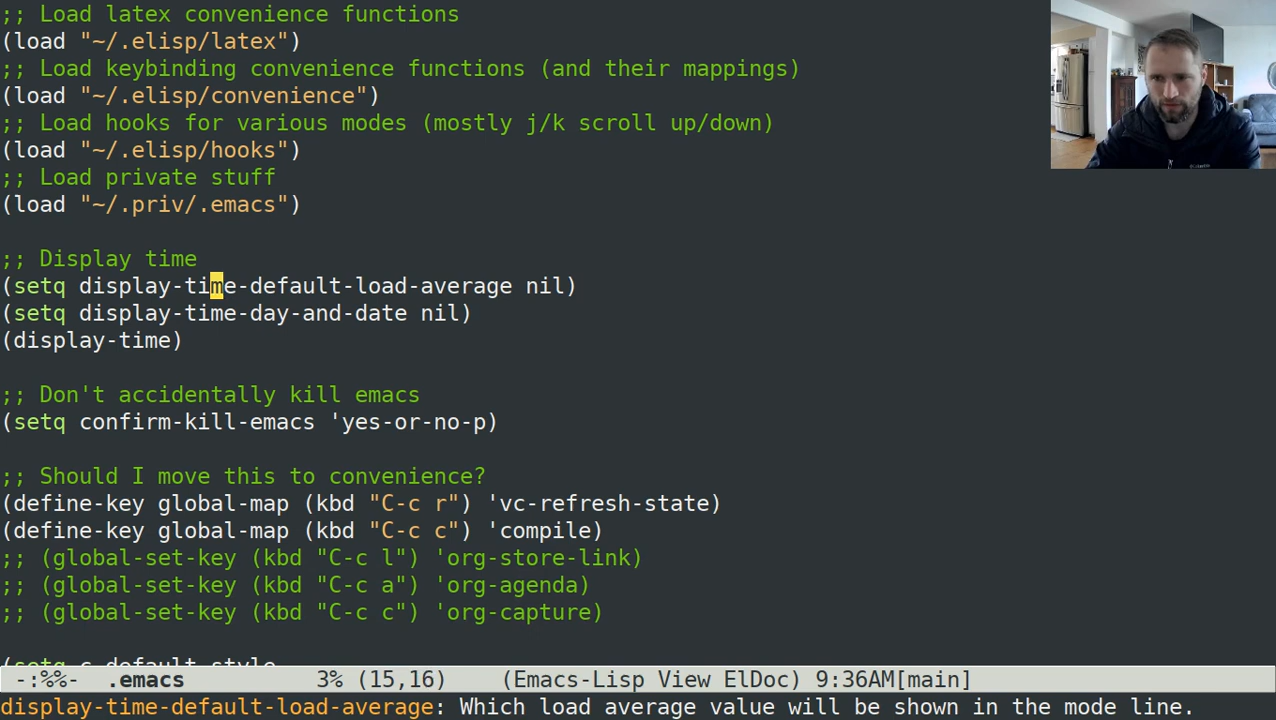 ;; Load latex convenience functions
(load "~/.elisp/latex")
;; Load keybinding convenience functions (and their mappings)
(load "~/.elisp/convenience")
;; Load hooks for various modes (mostly j/k scroll up/down)
(load "~/.elisp/hooks")
;; Load private stuff
(load "~/.priv/.emacs")
;; Display time
(setq display-time-default-load-average nil)
(setq display-time-day-and-date nil)
(display-time)
;; Don't accidentally kill emacs
(setq confirm-kill-emacs 'yes-or-no-p)
;; Should I move this to convenience?
(define-key global-map (kbd "C-c r") 'vc-refresh-state)
(define-key global-map (kbd "C-c c") 'compile)
;; (global-set-key (kbd "C-c l") 'org-store-link)
;; (global-set-key (kbd "C-c a") 'org-agenda)
;; (global-set-key (kbd "C-c c") 'org-capture)
(setq c-default-style
-:%%- .emacs 3% (15,16) (Emacs-Lisp View ElDoc) 9:36AM[main]
display-time-default-load-average: Which load average value will be shown in the mode line.